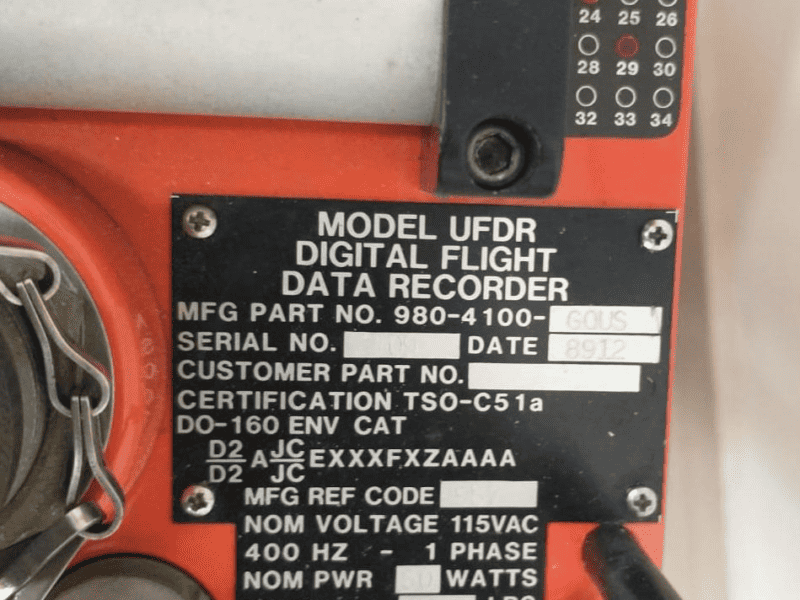 24 25 26
28 29 30
32 33 34
MODEL UFDR
DIGITAL FLIGHT
DATA RECORDER
MFG PART NO. 980-4100-GOUS
SERIAL NO. DATE 8912
CUSTOMER PART NO.
CERTIFICATION TSO-C51a
DO-160 ENV CAT
D2 JC
A EXXXFXZAAAA
D2 JC
MFG REF CODE
NOM VOLTAGE 115VAC
400 HZ - 1 PHASE
NOM PWR WATTS
LBS